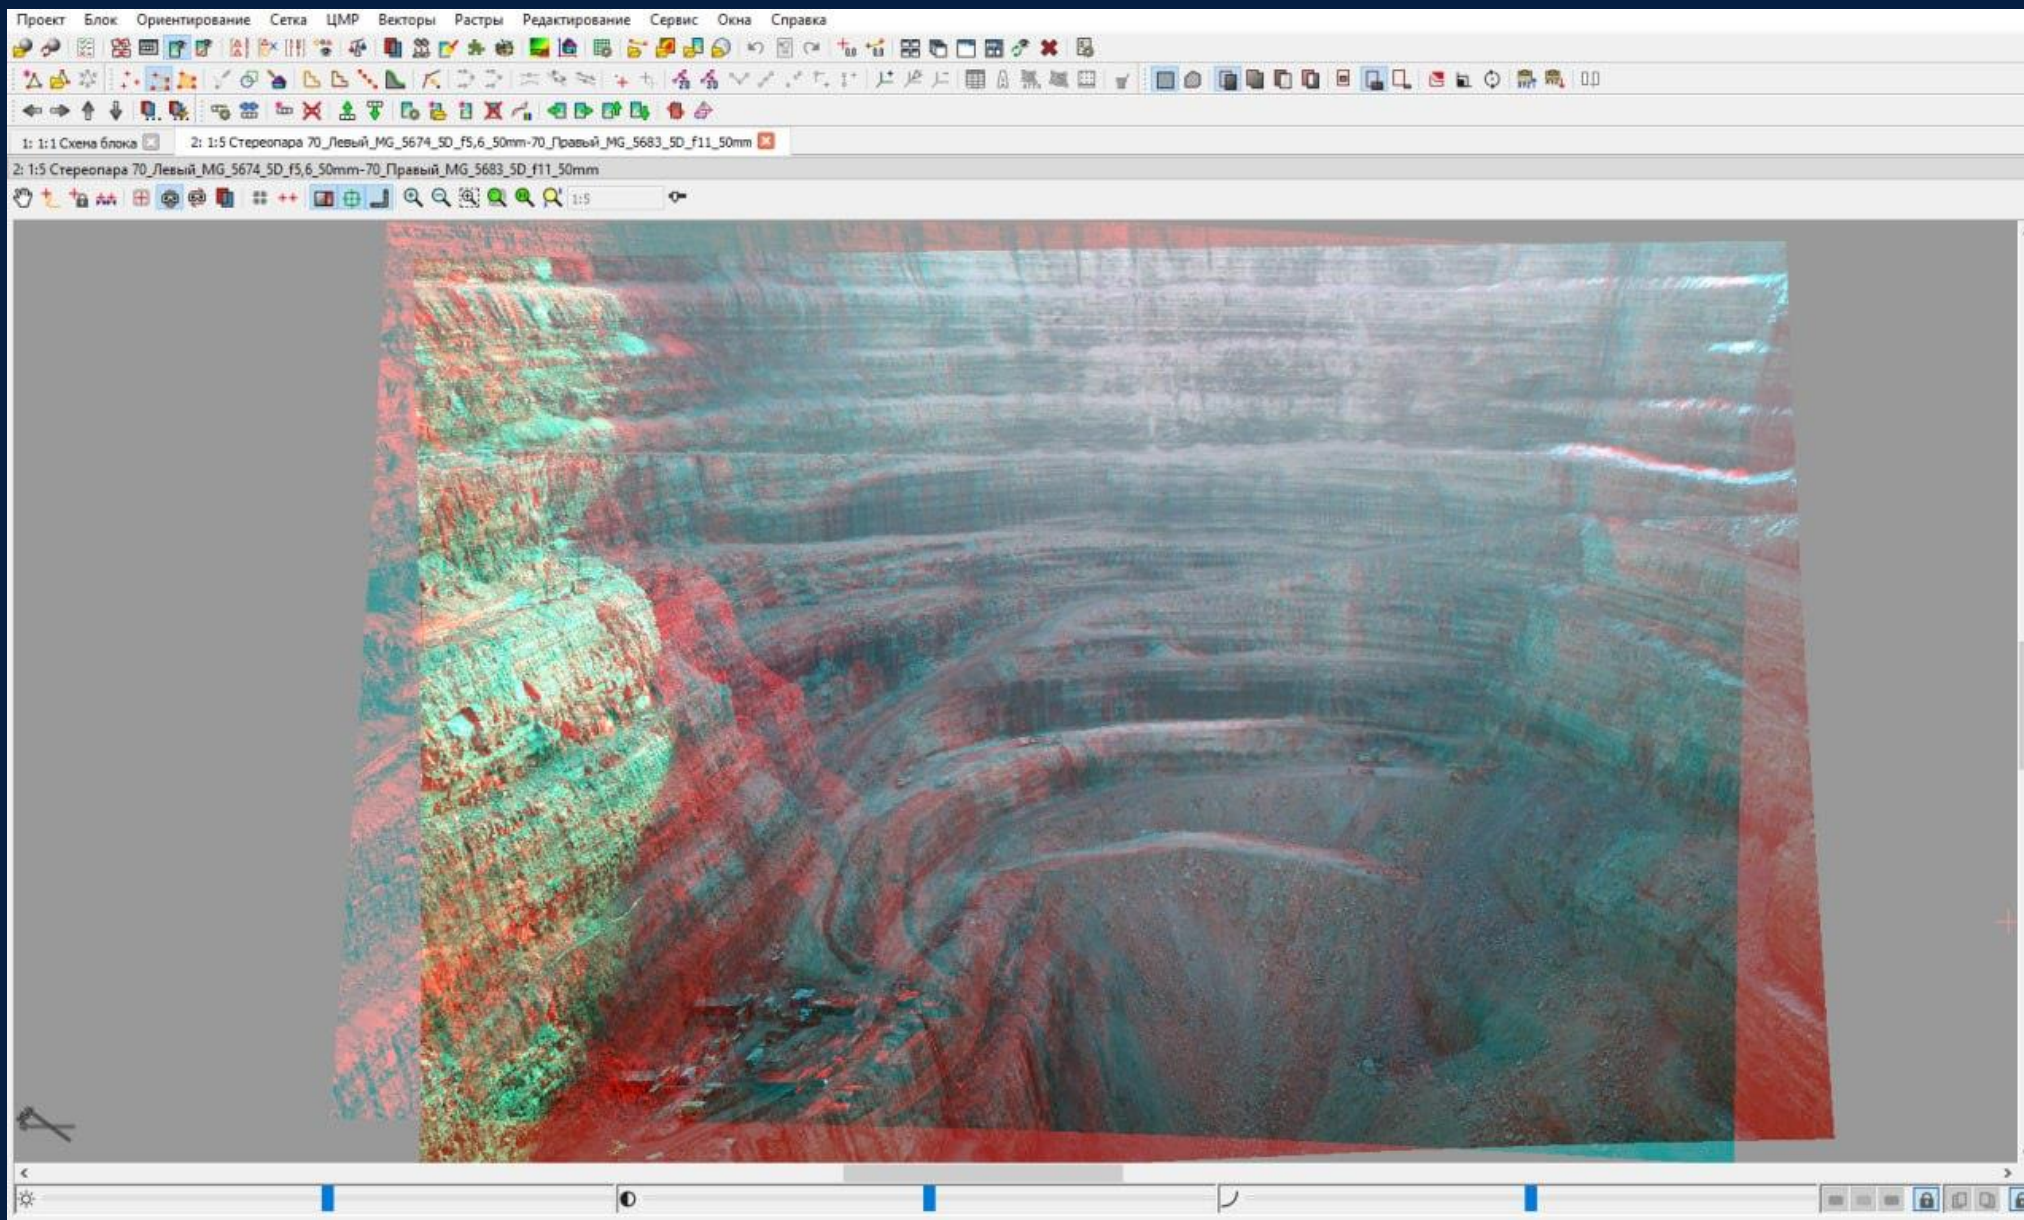 Проект Блок Ориентирование Сетка ЦМР Векторы Растры Редактирование Сервис Окна Справка
1: 1:1 Схема блока 2: 1:5 Стереопара 70_Левый_MG_5674_5D_f5,6_50mm-70_Правый_MG_5683_5D_f11_50mm
2: 1:5 Стереопара 70_Левый_MG_5674_5D_f5,6_50mm-70_Правый_MG_5683_5D_f11_50mm
1:5